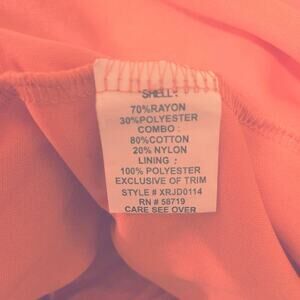 SHELL :
70%RAYON
30%POLYESTER
COMBO :
80%COTTON
20% NYLON
LINING :
100% POLYESTER
EXCLUSIVE OF TRIM
STYLE # XRJD0114
RN # 58719
CARE SEE OVER